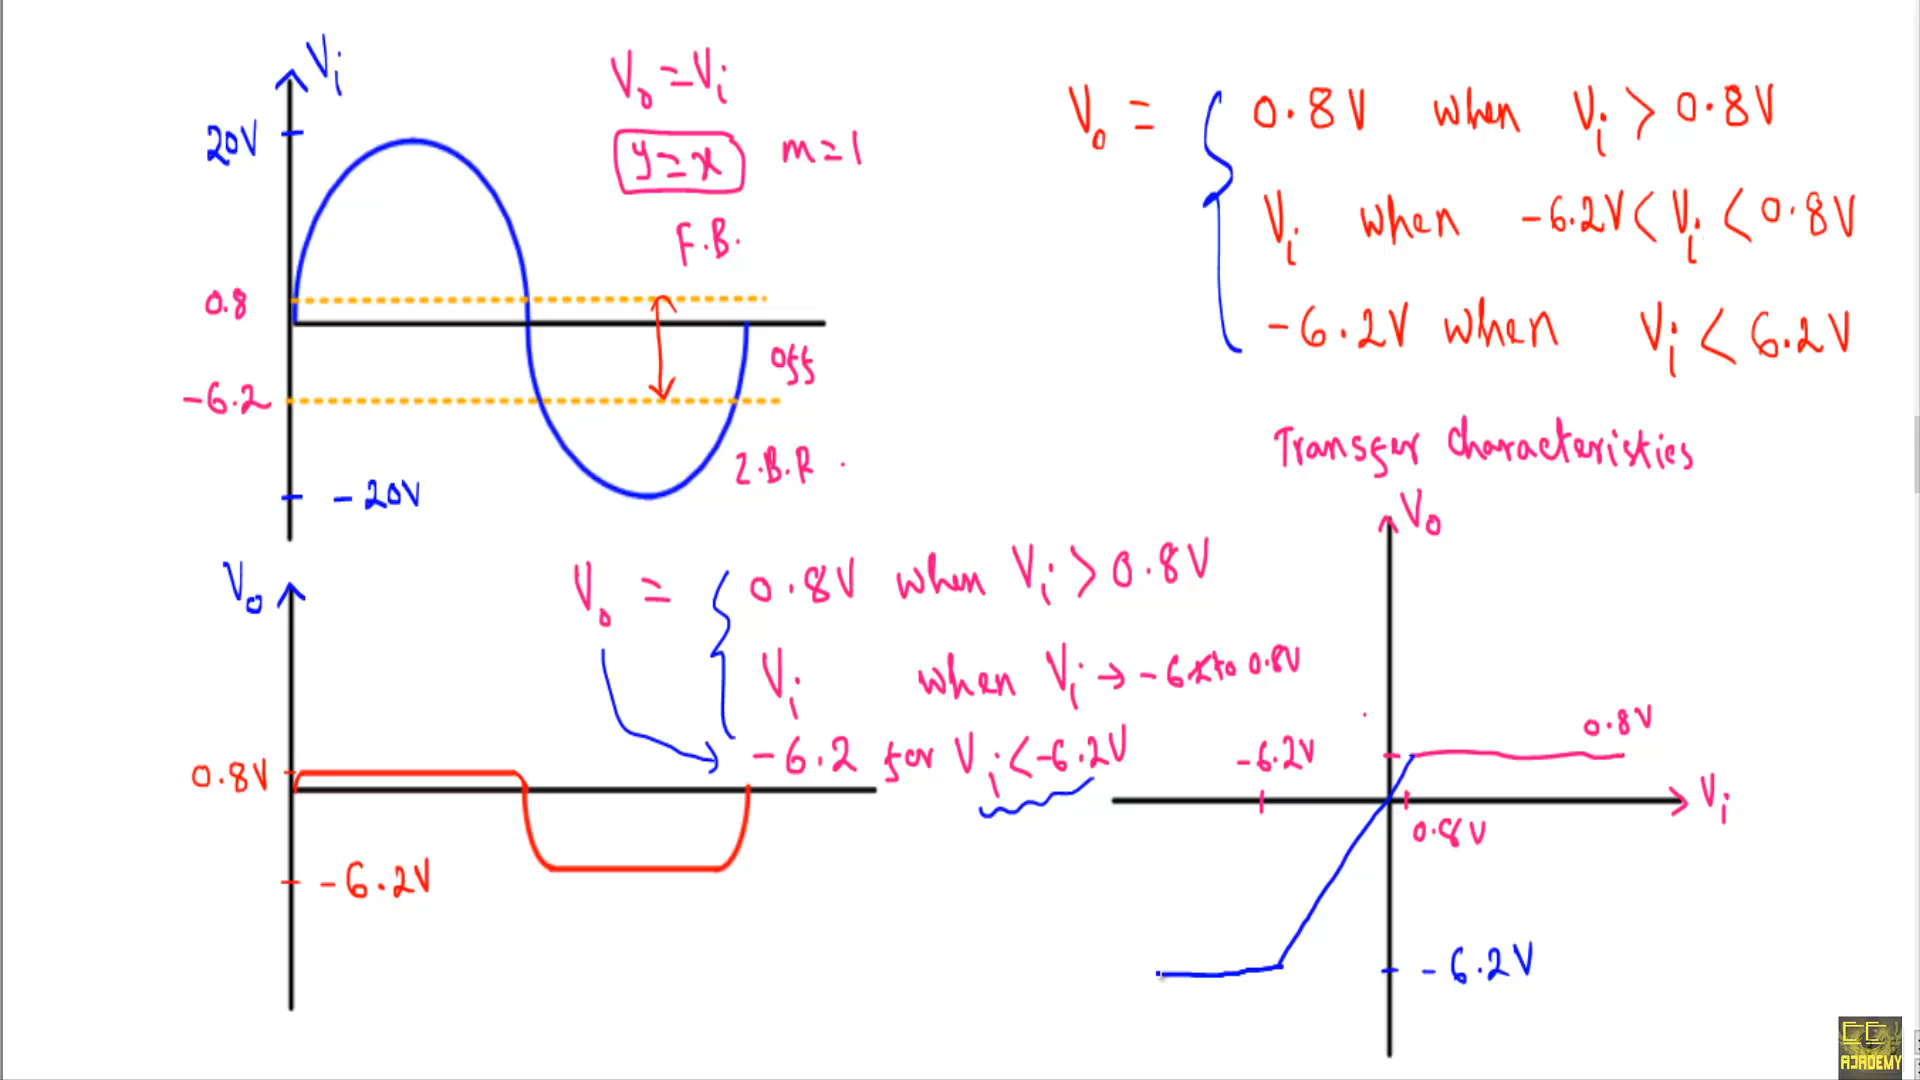 Vi
20V
0.8
-6.2
-20V
Vo = Vi
y = x m = 1
F.B.
off
Z.B.R.
Vo = { 0.8V when Vi > 0.8V
Vi when -6.2V < Vi < 0.8V
-6.2V when Vi < 6.2V
Transfer characteristics
Vo
0.8V
-6.2V
Vo = { 0.8V when Vi > 0.8V
Vi when Vi → to 0.8V
-6.2 for Vi < -6.2V
Vo
0.8V
-6.2V
0.8V
Vi
-6.2V
EE
AJADEMY